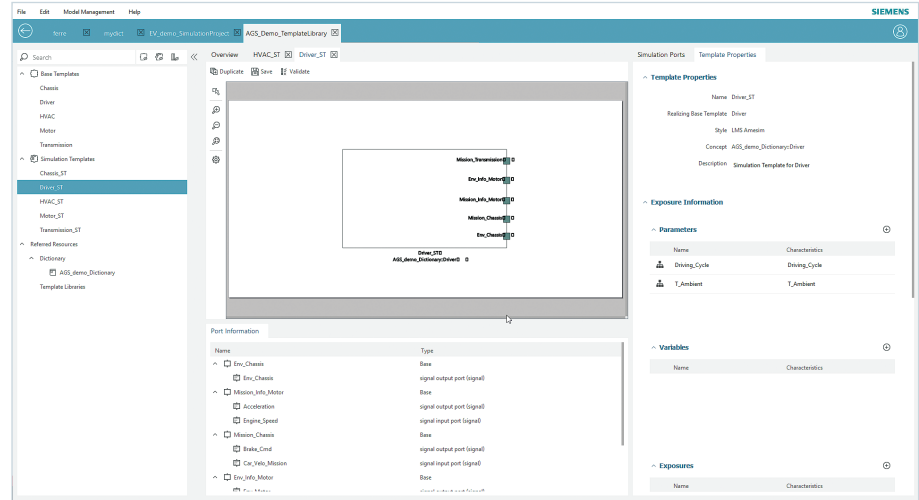 File Edit Model Management Help
SIEMENS
ferre mydict EV_demo_SimulationProject AGS_Demo_TemplateLibrary
Search
Base Templates
Chassis
Driver
HVAC
Motor
Transmission
Simulation Templates
Chassis_ST
Driver_ST
HVAC_ST
Motor_ST
Transmission_ST
Referred Resources
Dictionary
AGS_demo_Dictionary
Template Libraries
Overview HVAC_ST Driver_ST
Duplicate Save Validate
Mission_Transmission
Env_Info_Motor
Mission_Info_Motor
Mission_Chassis
Env_Chassis
Driver_ST
AGS_demo_Dictionary::Driver
Port Information
Name Type
Env_Chassis Base
Env_Chassis signal output port (signal)
Mission_Info_Motor Base
Acceleration signal output port (signal)
Engine_Speed signal input port (signal)
Mission_Chassis Base
Brake_Cmd signal output port (signal)
Car_Velo_Mission signal input port (signal)
Env_Info_Motor Base
Simulation Ports Template Properties
Template Properties
Name Driver_ST
Realizing Base Template Driver
Style LMS Amesim
Concept AGS_demo_Dictionary::Driver
Description Simulation Template for Driver
Exposure Information
Parameters
Name Characteristics
Driving_Cycle Driving_Cycle
T_Ambient T_Ambient
Variables
Name Characteristics
Exposures
Name Characteristics